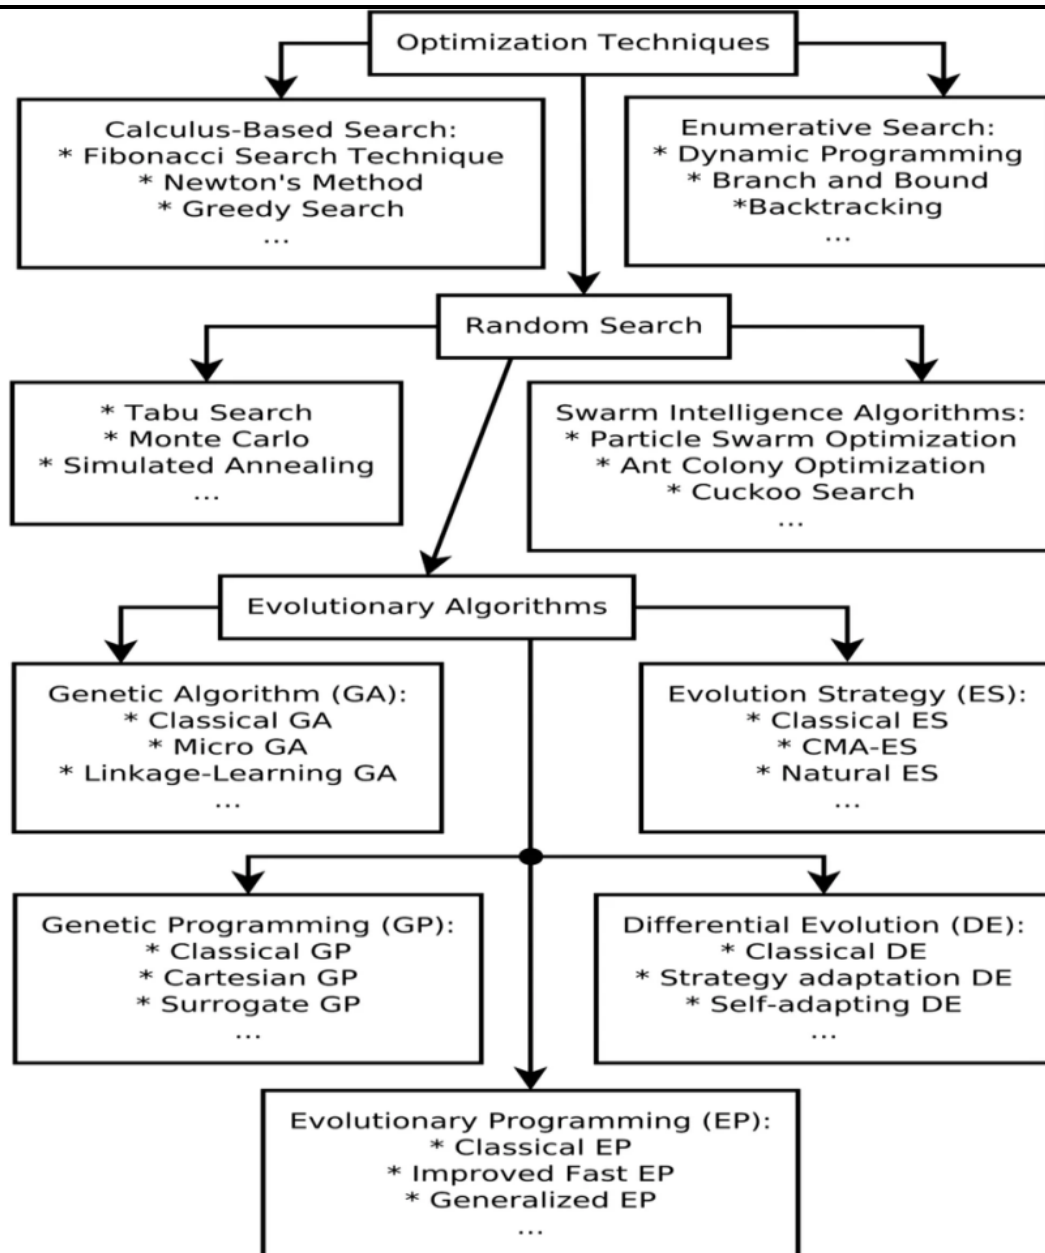 Optimization Techniques
Calculus-Based Search:
* Fibonacci Search Technique
* Newton's Method
* Greedy Search
...
Enumerative Search:
* Dynamic Programming
* Branch and Bound
*Backtracking
...
Random Search
* Tabu Search
* Monte Carlo
* Simulated Annealing
...
Swarm Intelligence Algorithms:
* Particle Swarm Optimization
* Ant Colony Optimization
* Cuckoo Search
...
Evolutionary Algorithms
Genetic Algorithm (GA):
* Classical GA
* Micro GA
* Linkage-Learning GA
...
Evolution Strategy (ES):
* Classical ES
* CMA-ES
* Natural ES
...
Genetic Programming (GP):
* Classical GP
* Cartesian GP
* Surrogate GP
...
Differential Evolution (DE):
* Classical DE
* Strategy adaptation DE
* Self-adapting DE
...
Evolutionary Programming (EP):
* Classical EP
* Improved Fast EP
* Generalized EP
...